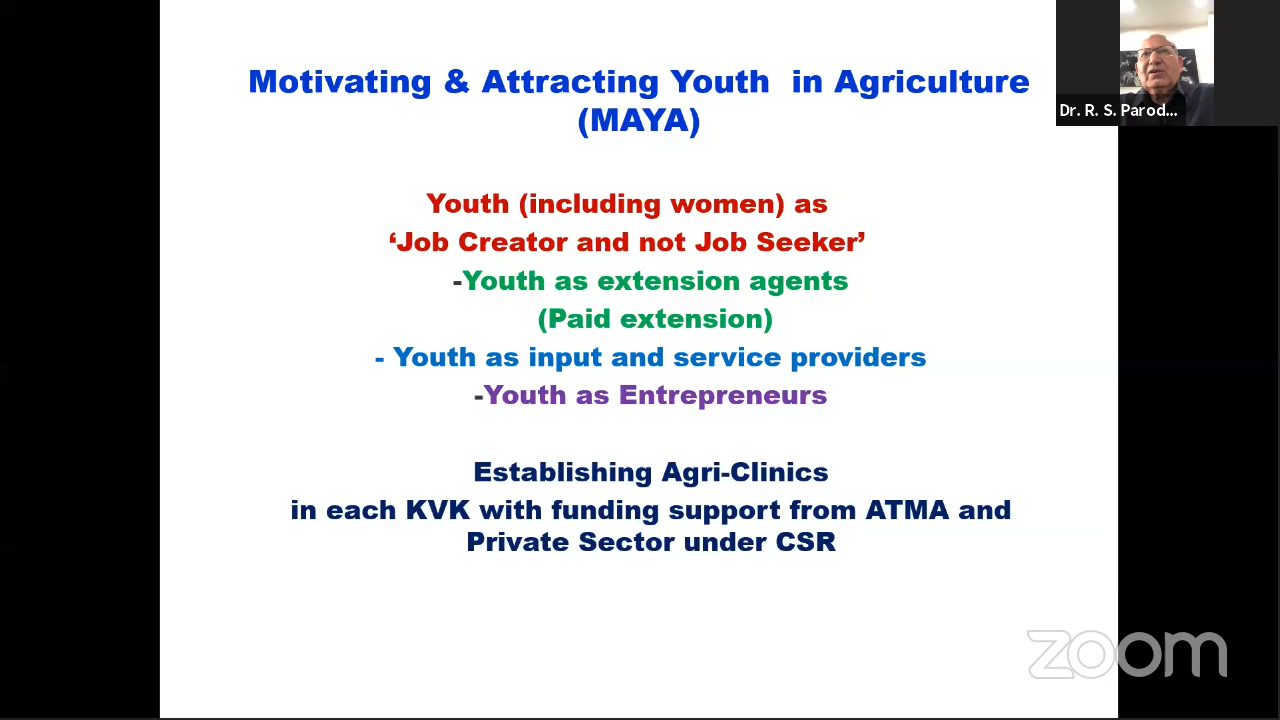 Motivating & Attracting Youth in Agriculture
(MAYA)
Dr. R. S. Parod...
Youth (including women) as
‘Job Creator and not Job Seeker’
-Youth as extension agents
(Paid extension)
- Youth as input and service providers
-Youth as Entrepreneurs
Establishing Agri-Clinics
in each KVK with funding support from ATMA and
Private Sector under CSR
zoom